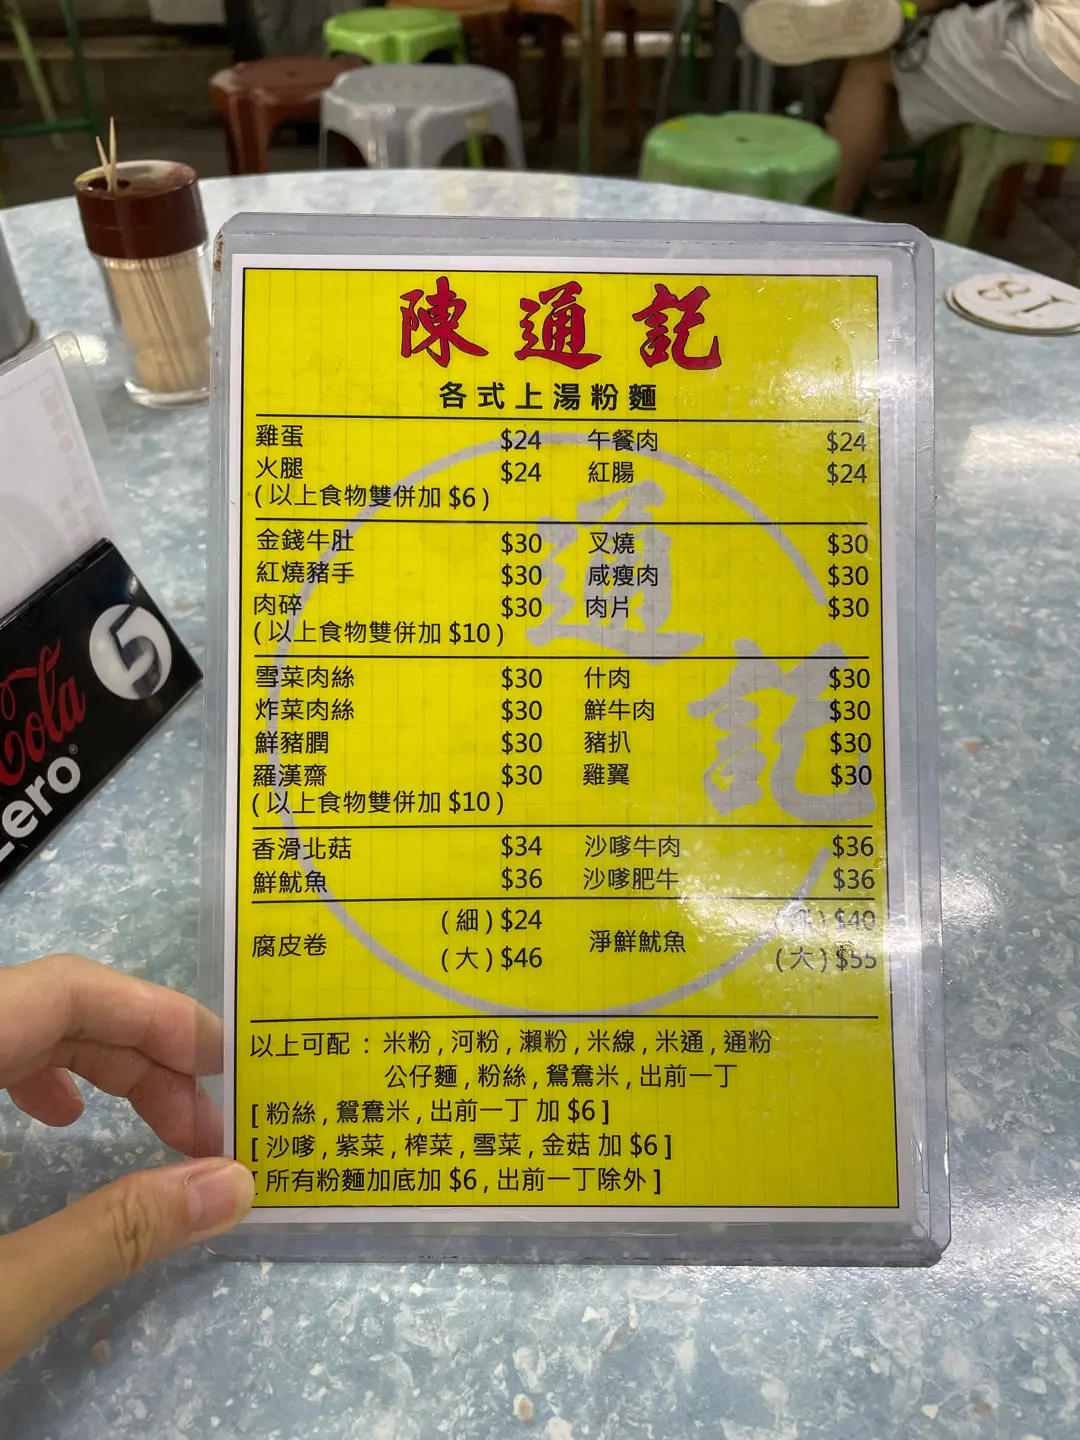 陳通記
各式上湯粉麵
雞蛋 $24 午餐肉 $24
火腿 $24 紅腸 $24
(以上食物雙併加 $6)
金錢牛肚 $30 叉燒 $30
紅燒豬手 $30 咸瘦肉 $30
肉碎 $30 肉片 $30
(以上食物雙併加 $10)
雪菜肉絲 $30 什肉 $30
炸菜肉絲 $30 鮮牛肉 $30
鮮豬膶 $30 豬扒 $30
羅漢齋 $30 雞翼 $30
(以上食物雙併加 $10)
香滑北菇 $34 沙嗲牛肉 $36
鮮魷魚 $36 沙嗲肥牛 $36
腐皮卷 (細) $24 淨鮮魷魚 $40
(大) $46 (大) $55
以上可配 : 米粉 , 河粉 , 瀨粉 , 米線 , 米通 , 通粉
公仔麵 , 粉絲 , 鴛鴦米 , 出前一丁
[ 粉絲 , 鴛鴦米 , 出前一丁 加 $6 ]
[ 沙嗲 , 紫菜 , 榨菜 , 雪菜 , 金菇 加 $6 ]
[ 所有粉麵加底加 $6 , 出前一丁除外 ]
通記
5
Cola
Zero
18